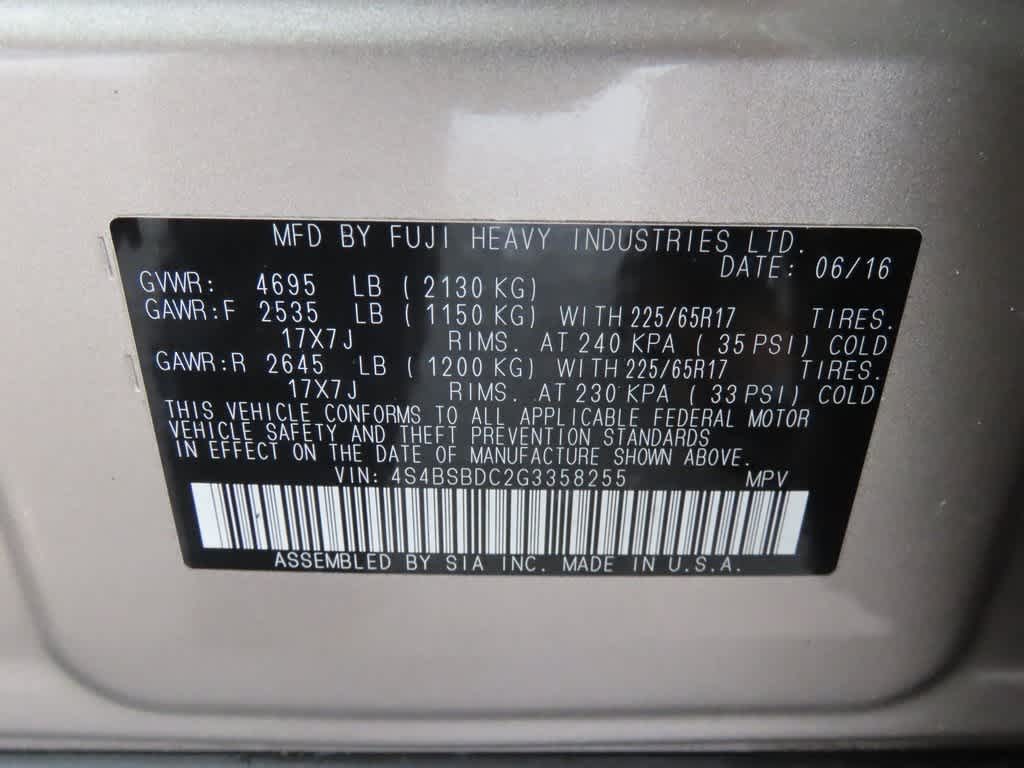 MFD BY FUJI HEAVY INDUSTRIES LTD.
DATE: 06/16
GVWR: 4695 LB ( 2130 KG)
GAWR:F 2535 LB ( 1150 KG) WITH 225/65R17 TIRES.
17X7J RIMS. AT 240 KPA ( 35 PSI) COLD
GAWR:R 2645 LB ( 1200 KG) WITH 225/65R17 TIRES.
17X7J RIMS. AT 230 KPA ( 33 PSI) COLD
THIS VEHICLE CONFORMS TO ALL APPLICABLE FEDERAL MOTOR
VEHICLE SAFETY AND THEFT PREVENTION STANDARDS
IN EFFECT ON THE DATE OF MANUFACTURE SHOWN ABOVE.
VIN: 4S4BSBDC2G3358255 MPV
ASSEMBLED BY SIA INC. MADE IN U.S.A.